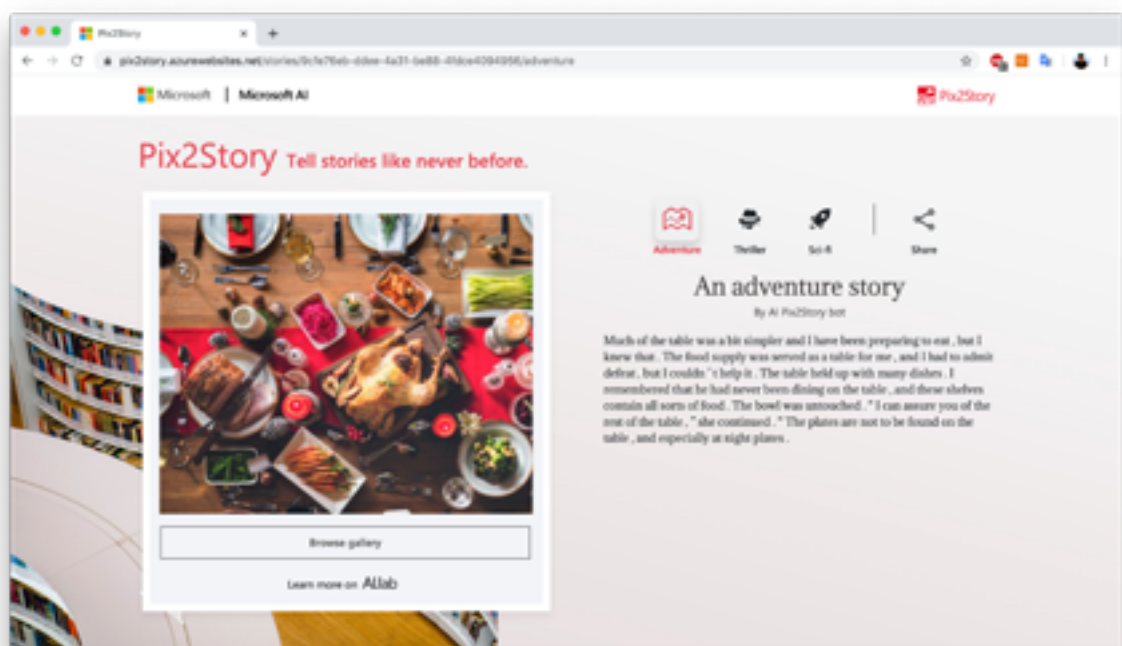 Pix2Story
pix2story.azurewebsites.net/stories/9cfe76eb-ddee-4a31-be88-4fdce4094956/adventure
Microsoft | Microsoft AI
Pix2Story
Pix2Story Tell stories like never before.
Adventure
Thriller
Sci-fi
Share
An adventure story
By AI Pix2Story bot
Much of the table was a bit simpler and I have been preparing to eat , but I
knew that . The food supply was served as a table for me , and I had to admit
defeat , but I couldn ' t help it . The table held up with many dishes . I
remembered that he had never been dining on the table , and these shelves
contain all sorts of food . The bowl was untouched . " I can assure you of the
rest of the table , " she continued . " The plates are not to be found on the
table , and especially at night plates .
Browse gallery
Learn more on AI.lab